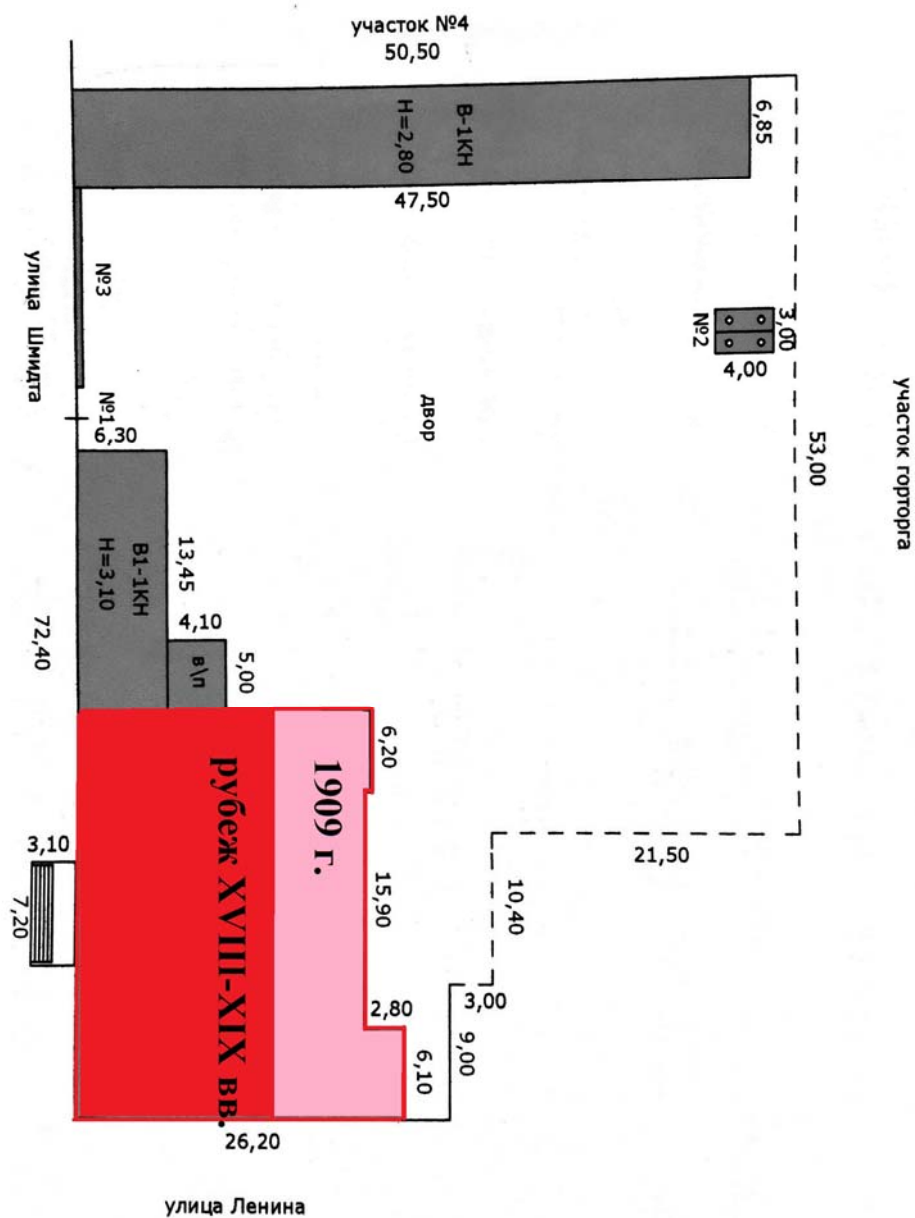 участок №4
50,50
В-1КН
Н=2,80
6,85
47,50
улица Шмидта
№3
№2
3,00
4,00
двор
участок горторга
53,00
№1
6,30
В1-1КН
Н=3,10
13,45
4,10
в\п
5,00
72,40
6,20
1909 г.
рубеж XVIII-XIX вв.
15,90
21,50
10,40
3,10
7,20
2,80
3,00
6,10
9,00
26,20
улица Ленина